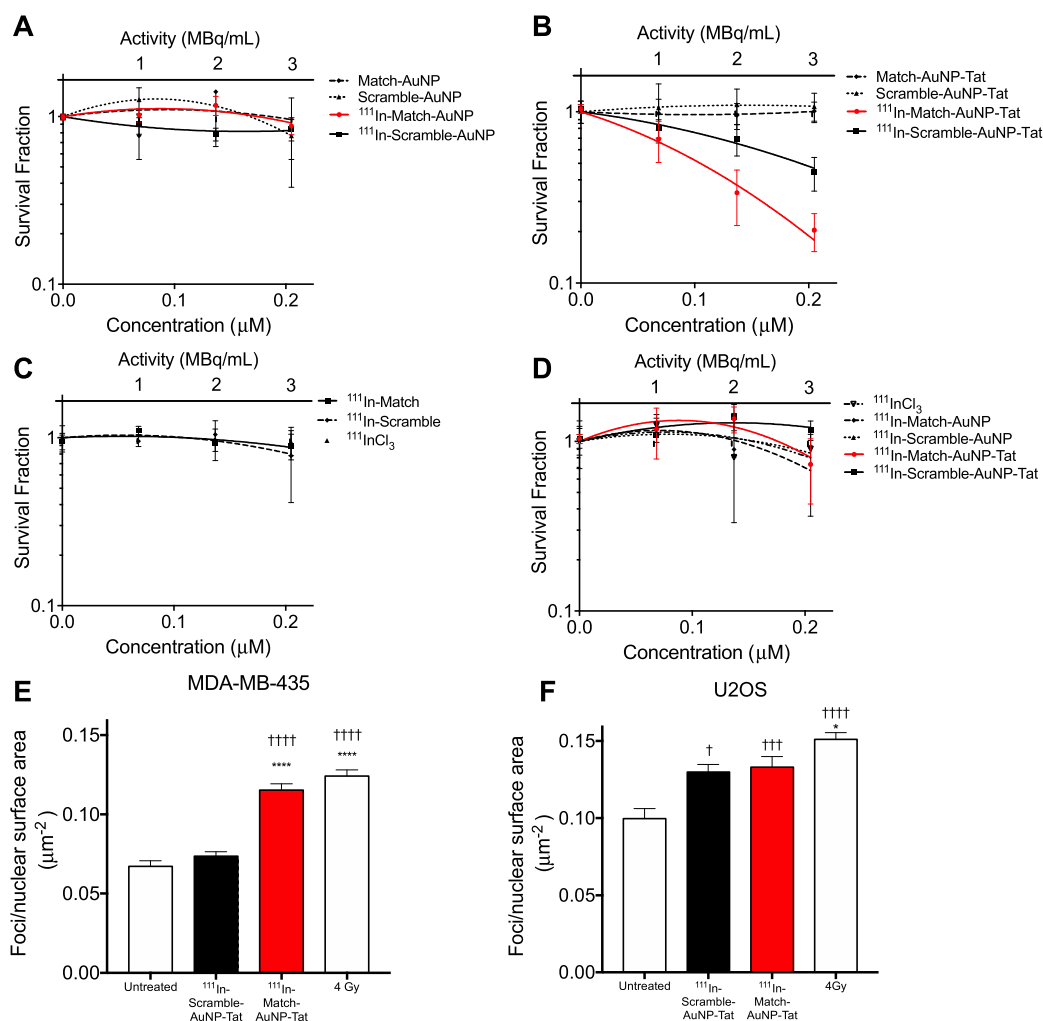 A
Activity (MBq/mL)
1 2 3
Match-AuNP
Scramble-AuNP
¹¹¹In-Match-AuNP
¹¹¹In-Scramble-AuNP
Survival Fraction
1
0.1
0.0 0.1 0.2
Concentration (μM)
B
Activity (MBq/mL)
1 2 3
Match-AuNP-Tat
Scramble-AuNP-Tat
¹¹¹In-Match-AuNP-Tat
¹¹¹In-Scramble-AuNP-Tat
Survival Fraction
1
0.1
0.0 0.1 0.2
Concentration (μM)
C
Activity (MBq/mL)
1 2 3
¹¹¹In-Match
¹¹¹In-Scramble
¹¹¹InCl₃
Survival Fraction
1
0.1
0.0 0.1 0.2
Concentration (μM)
D
Activity (MBq/mL)
1 2 3
¹¹¹InCl₃
¹¹¹In-Match-AuNP
¹¹¹In-Scramble-AuNP
¹¹¹In-Match-AuNP-Tat
¹¹¹In-Scramble-AuNP-Tat
Survival Fraction
1
0.1
0.0 0.1 0.2
Concentration (μM)
E
MDA-MB-435
Foci/nuclear surface area
(μm⁻² )
0.15
0.10
0.05
0.00
†††† ††††
**** ****
Untreated
¹¹¹In-
Scramble-
AuNP-Tat
¹¹¹In-
Match-
AuNP-Tat
4 Gy
F
U2OS
Foci/nuclear surface area
(μm⁻² )
0.15
0.10
0.05
0.00
† ††† ††††
*
Untreated
¹¹¹In-
Scramble-
AuNP-Tat
¹¹¹In-
Match-
AuNP-Tat
4Gy